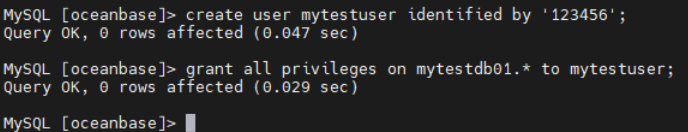 MySQL [oceanbase]> create user mytestuser identified by '123456';
Query OK, 0 rows affected (0.047 sec)
MySQL [oceanbase]> grant all privileges on mytestdb01.* to mytestuser;
Query OK, 0 rows affected (0.029 sec)
MySQL [oceanbase]>